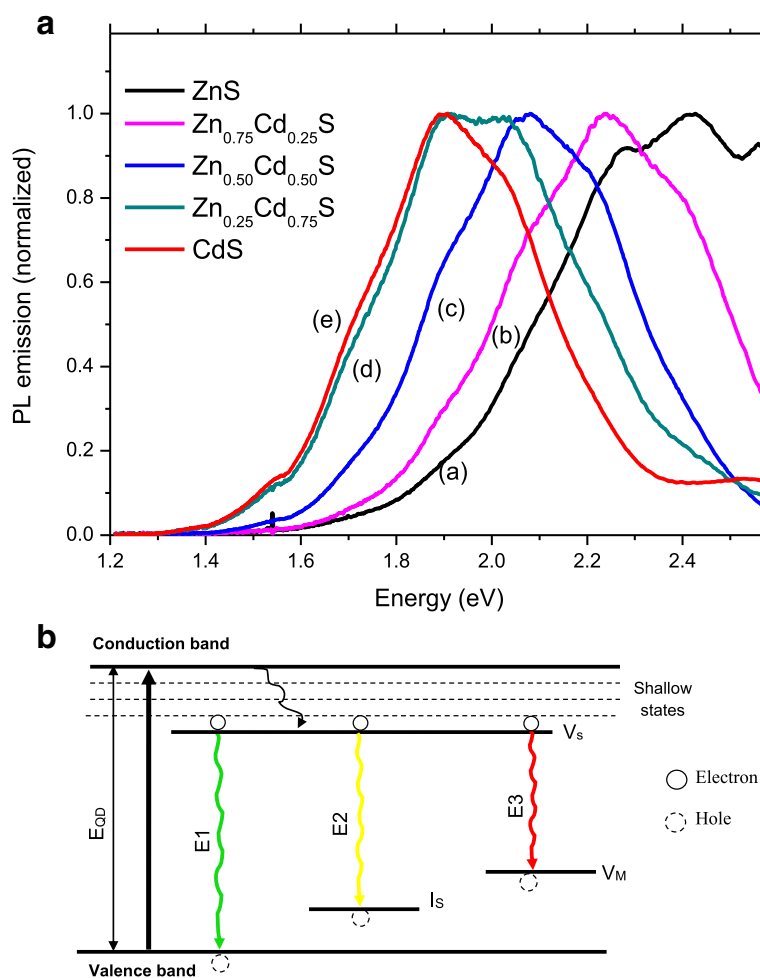 a
ZnS
Zn0.75Cd0.25S
Zn0.50Cd0.50S
Zn0.25Cd0.75S
CdS
PL emission (normalized)
1.0
0.8
0.6
0.4
0.2
0.0
(e)
(d)
(c)
(b)
(a)
1.2 1.4 1.6 1.8 2.0 2.2 2.4
Energy (eV)
b
Conduction band
Shallow
states
Vs
EQD
E1
E2
E3
Electron
Hole
VM
IS
Valence band